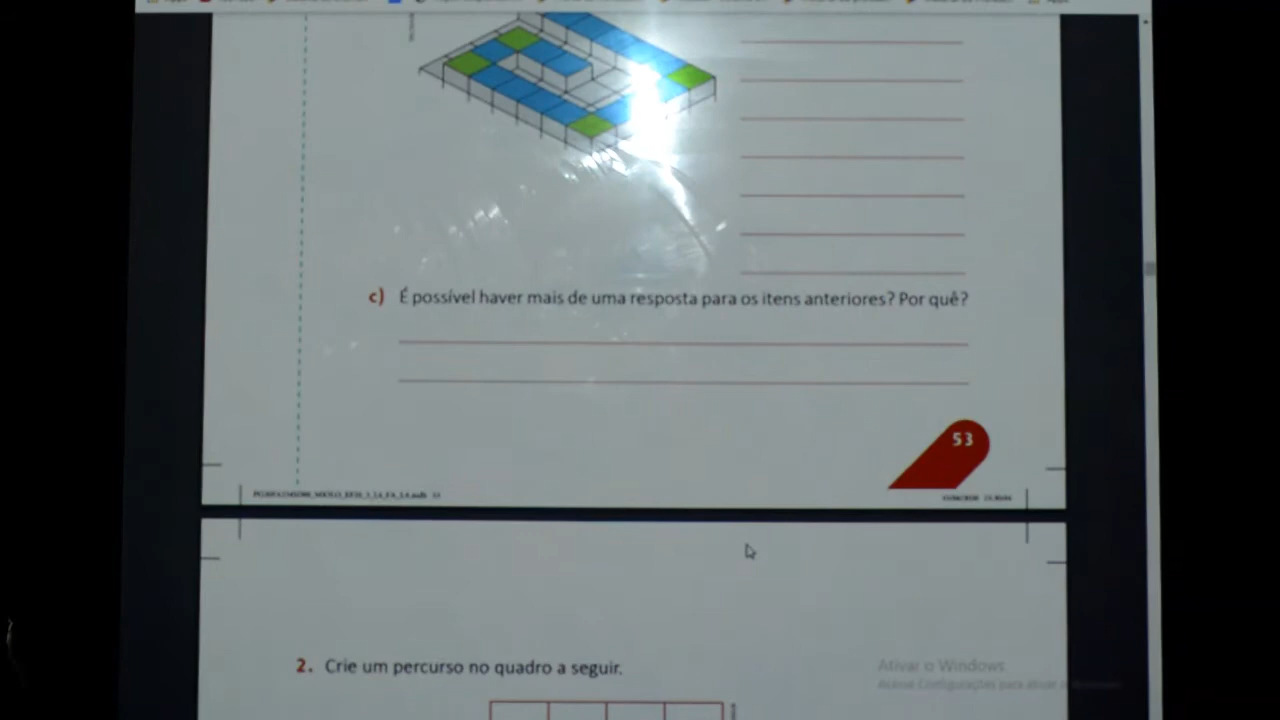 c) É possível haver mais de uma resposta para os itens anteriores? Por quê?
53
2. Crie um percurso no quadro a seguir.
Ativar o Windows